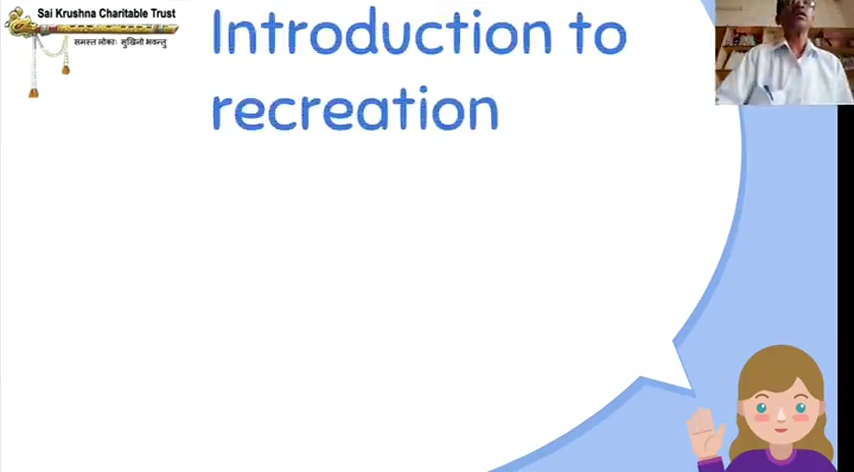 Sai Krushna Charitable Trust
समस्त लोकाः सुखिनो भवन्तु
Introduction to
recreation